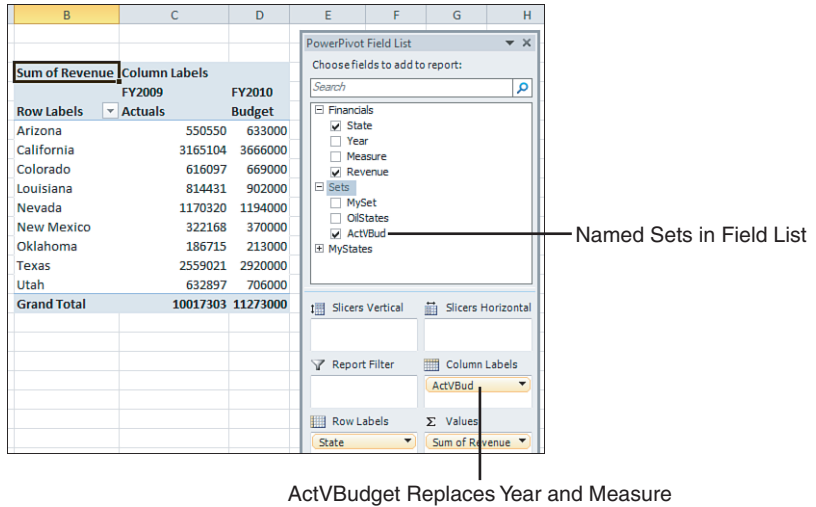 B C D E F G H
Sum of Revenue Column Labels
FY2009 FY2010
Row Labels Actuals Budget
Arizona 550550 633000
California 3165104 3666000
Colorado 616097 669000
Louisiana 814431 902000
Nevada 1170320 1194000
New Mexico 322168 370000
Oklahoma 186715 213000
Texas 2559021 2920000
Utah 632897 706000
Grand Total 10017303 11273000
PowerPivot Field List
Choose fields to add to report:
Search
Financials
State
Year
Measure
Revenue
Sets
MySet
OilStates
ActVBud
MyStates
Slicers Vertical Slicers Horizontal
Report Filter Column Labels
ActVBud
Row Labels Σ Values
State Sum of Revenue
Named Sets in Field List
ActVBudget Replaces Year and Measure